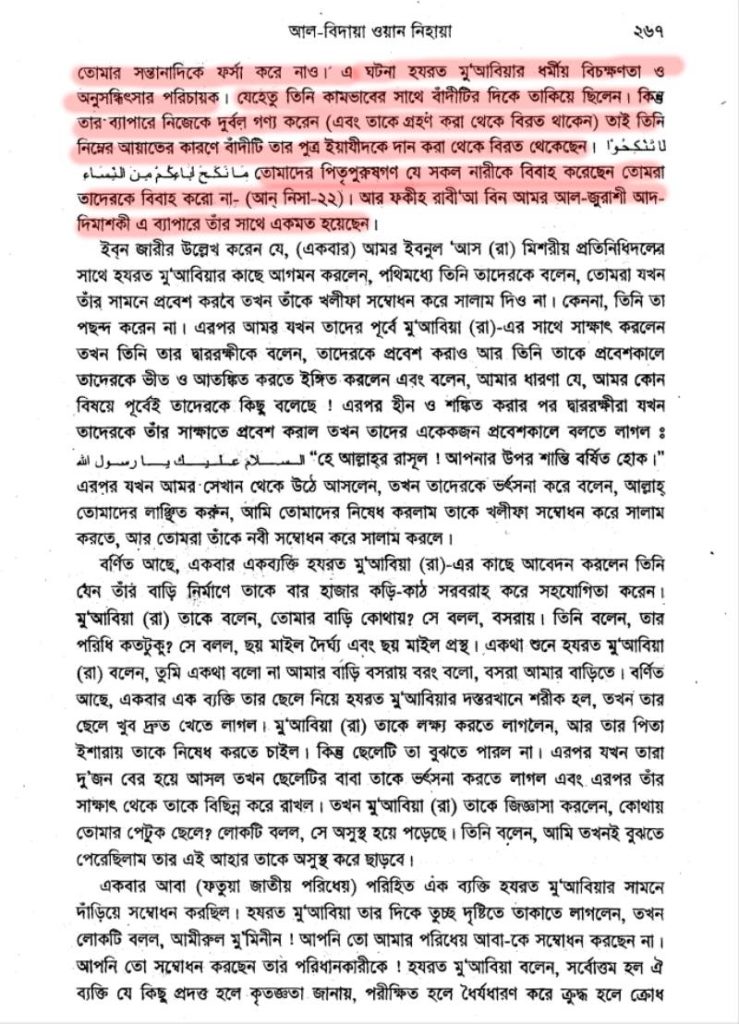 আল-বিদায়া ওয়ান নিহায়া ২৬৭
তোমার সন্তানাদিকে ফর্সা করে নাও। এ ঘটনা হযরত মু‘আবিয়ার ধর্মীয় বিচক্ষণতা ও
অনুসন্ধিৎসার পরিচায়ক। যেহেতু তিনি কামভাবের সাথে বাঁদীটির দিকে তাকিয়ে ছিলেন। কিন্তু
তার ব্যাপারে নিজেকে দুর্বল গণ্য করেন (এবং তাকে গ্রহণ করা থেকে বিরত থাকেন) তাই তিনি
নিম্নের আয়াতের কারণে বাঁদীটি তার পুত্র ইয়াযীদকে দান করা থেকে বিরত থেকেছেন। لَا تَنْكِحُوْا
مَا نَكَحَ اٰبَاءُكُمْ مِنَ النِّسَاءِ তোমাদের পিতৃপুরুষগণ যে সকল নারীকে বিবাহ করেছেন তোমরা
তাদেরকে বিবাহ করো না- (আন্ নিসা-২২)। আর ফকীহ রাবী‘আ বিন আমর আল-জুরাশী আদ-
দিমাশকী এ ব্যাপারে তাঁর সাথে একমত হয়েছেন।
ইব্ন জারীর উল্লেখ করেন যে, (একবার) আমর ইবনুল ‘আস (রা) মিশরীয় প্রতিনিধিদলের
সাথে হযরত মু‘আবিয়ার কাছে আগমন করলেন, পথিমধ্যে তিনি তাদেরকে বলেন, তোমরা যখন
তাঁর সামনে প্রবেশ করবে তখন তাঁকে খলীফা সম্বোধন করে সালাম দিও না। কেননা, তিনি তা
পছন্দ করেন না। এরপর আমর যখন তাদের পূর্বে মু‘আবিয়া (রা)-এর সাথে সাক্ষাৎ করলেন
তখন তিনি তার দ্বাররক্ষীকে বলেন, তাদেরকে প্রবেশ করাও আর তিনি তাকে প্রবেশকালে
তাদেরকে ভীত ও আতঙ্কিত করতে ইঙ্গিত করলেন এবং বলেন, আমার ধারণা যে, আমর কোন
বিষয়ে পূর্বেই তাদেরকে কিছু বলেছে ! এরপর হীন ও শঙ্কিত করার পর দ্বাররক্ষীরা যখন
তাদেরকে তাঁর সাক্ষাতে প্রবেশ করাল তখন তাদের একেকজন প্রবেশকালে বলতে লাগল ঃ
السلام عليك يا رسول الله “হে আল্লাহ্‌র রাসূল ! আপনার উপর শান্তি বর্ষিত হোক।”
এরপর যখন আমর সেখান থেকে উঠে আসলেন, তখন তাদেরকে ভর্ৎসনা করে বলেন, আল্লাহ্
তোমাদের লাঞ্ছিত করুন, আমি তোমাদের নিষেধ করলাম তাকে খলীফা সম্বোধন করে সালাম
করতে, আর তোমরা তাঁকে নবী সম্বোধন করে সালাম করলে।
বর্ণিত আছে, একবার একব্যক্তি হযরত মু‘আবিয়া (রা)-এর কাছে আবেদন করলেন তিনি
যেন তাঁর বাড়ি নির্মাণে তাকে বার হাজার কড়ি-কাঠ সরবরাহ করে সহযোগিতা করেন।
মু‘আবিয়া (রা) তাকে বলেন, তোমার বাড়ি কোথায়? সে বলল, বসরায়। তিনি বলেন, তার
পরিধি কতটুকু? সে বলল, ছয় মাইল দৈর্ঘ্য এবং ছয় মাইল প্রস্থ। একথা শুনে হযরত মু‘আবিয়া
(রা) বলেন, তুমি একথা বলো না আমার বাড়ি বসরায় বরং বলো, বসরা আমার বাড়িতে। বর্ণিত
আছে, একবার এক ব্যক্তি তার ছেলে নিয়ে হযরত মু‘আবিয়ার দস্তরখানে শরীক হল, তখন তার
ছেলে খুব দ্রুত খেতে লাগল। মু‘আবিয়া (রা) তাকে লক্ষ্য করতে লাগলেন, আর তার পিতা
ইশারায় তাকে নিষেধ করতে চাইল। কিন্তু ছেলেটি তা বুঝতে পারল না। এরপর যখন তারা
দু’জন বের হয়ে আসল তখন ছেলেটির বাবা তাকে ভর্ৎসনা করতে লাগল এবং এরপর তাঁর
সাক্ষাৎ থেকে তাকে বিছিন্ন করে রাখল। তখন মু‘আবিয়া (রা) তাকে জিজ্ঞাসা করলেন, কোথায়
তোমার পেটুক ছেলে? লোকটি বলল, সে অসুস্থ হয়ে পড়েছে। তিনি বলেন, আমি তখনই বুঝতে
পেরেছিলাম তার এই আহার তাকে অসুস্থ করে ছাড়বে।
একবার আবা (ফতুয়া জাতীয় পরিধেয়) পরিহিত এক ব্যক্তি হযরত মু‘আবিয়ার সামনে
দাঁড়িয়ে সম্বোধন করছিল। হযরত মু‘আবিয়া তার দিকে তুচ্ছ দৃষ্টিতে তাকাতে লাগলেন, তখন
লোকটি বলল, আমীরুল মু’মিনীন ! আপনি তো আমার পরিধেয় আবা-কে সম্বোধন করছেন না।
আপনি তো সম্বোধন করছেন তার পরিধানকারীকে ! হযরত মু‘আবিয়া বলেন, সর্বোত্তম হল ঐ
ব্যক্তি যে কিছু প্রদত্ত হলে কৃতজ্ঞতা জানায়, পরীক্ষিত হলে ধৈর্যধারণ করে ক্রুদ্ধ হলে ক্রোধ